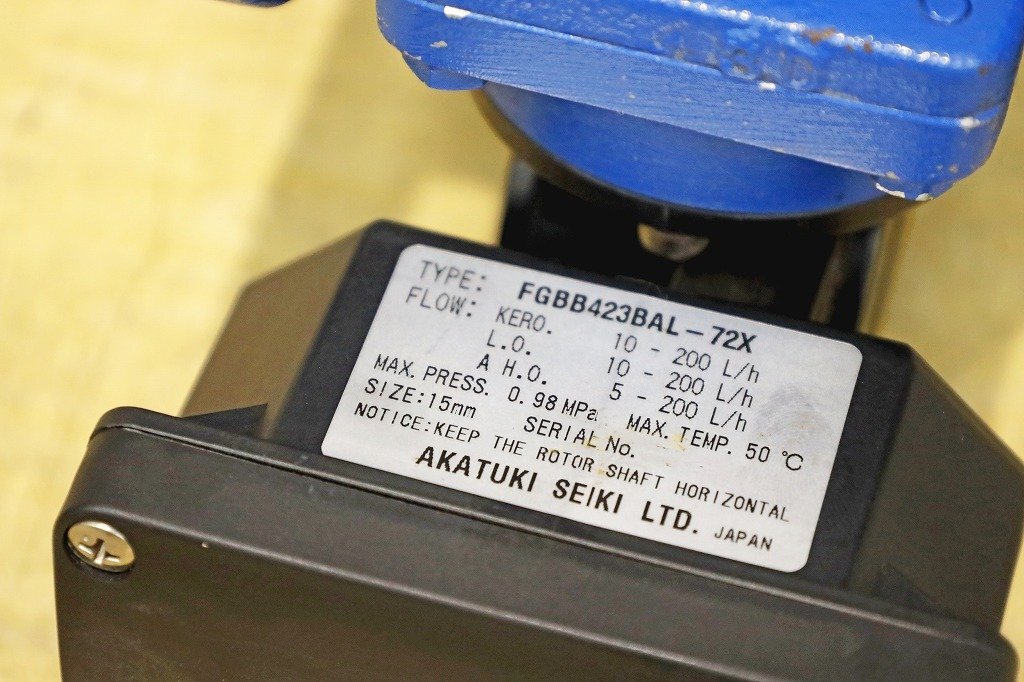 TYPE: FGBB423BAL-72X
FLOW: KERO. 10 - 200 L/h
L.O. 10 - 200 L/h
A H.O. 5 - 200 L/h
MAX. PRESS. 0.98 MPa MAX. TEMP. 50 ℃
SIZE:15mm SERIAL No.
NOTICE:KEEP THE ROTOR SHAFT HORIZONTAL
AKATUKI SEIKI LTD. JAPAN